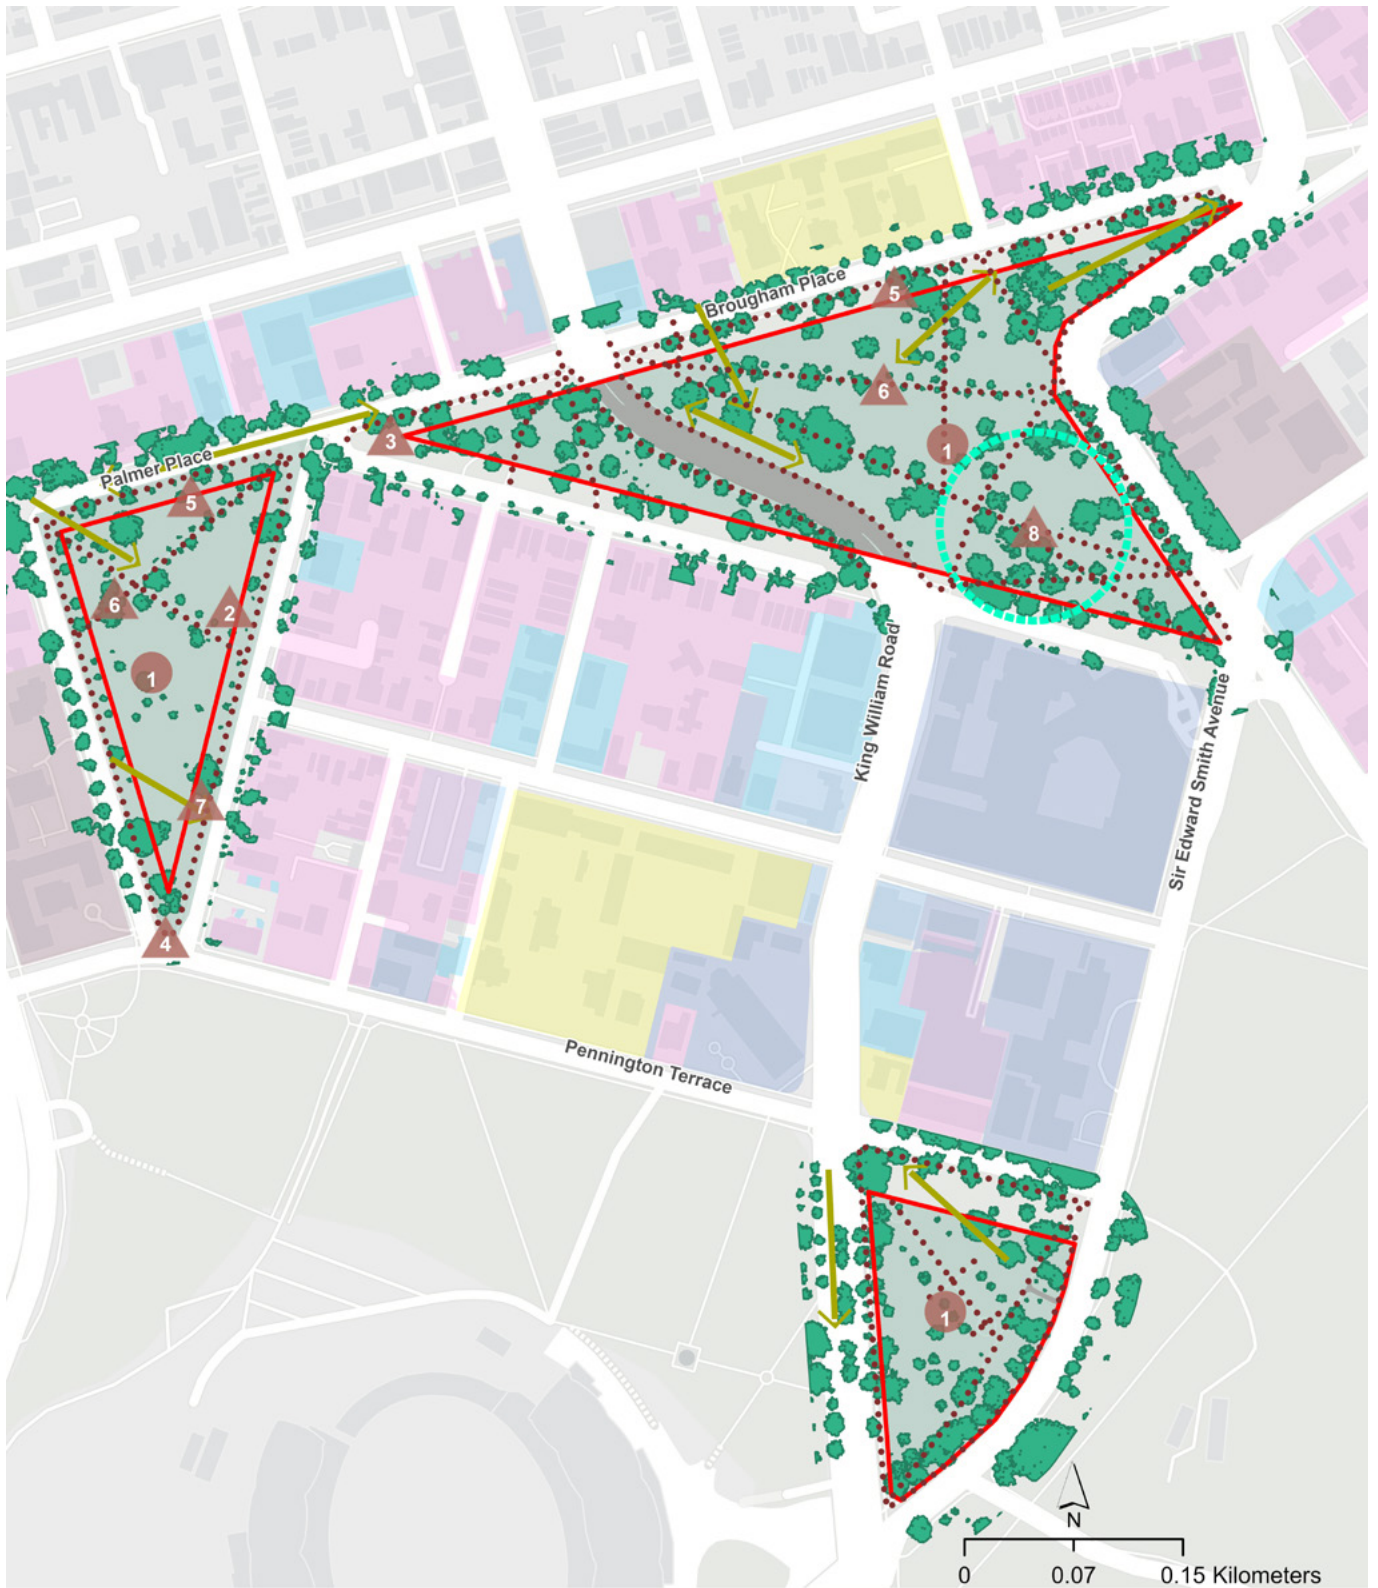 5
Brougham Place
6
3
1
Palmer Place
5
8
6
2
1
King William Road
Sir Edward Smith Avenue
7
4
Pennington Terrace
1
N
0
0.07
0.15 Kilometers